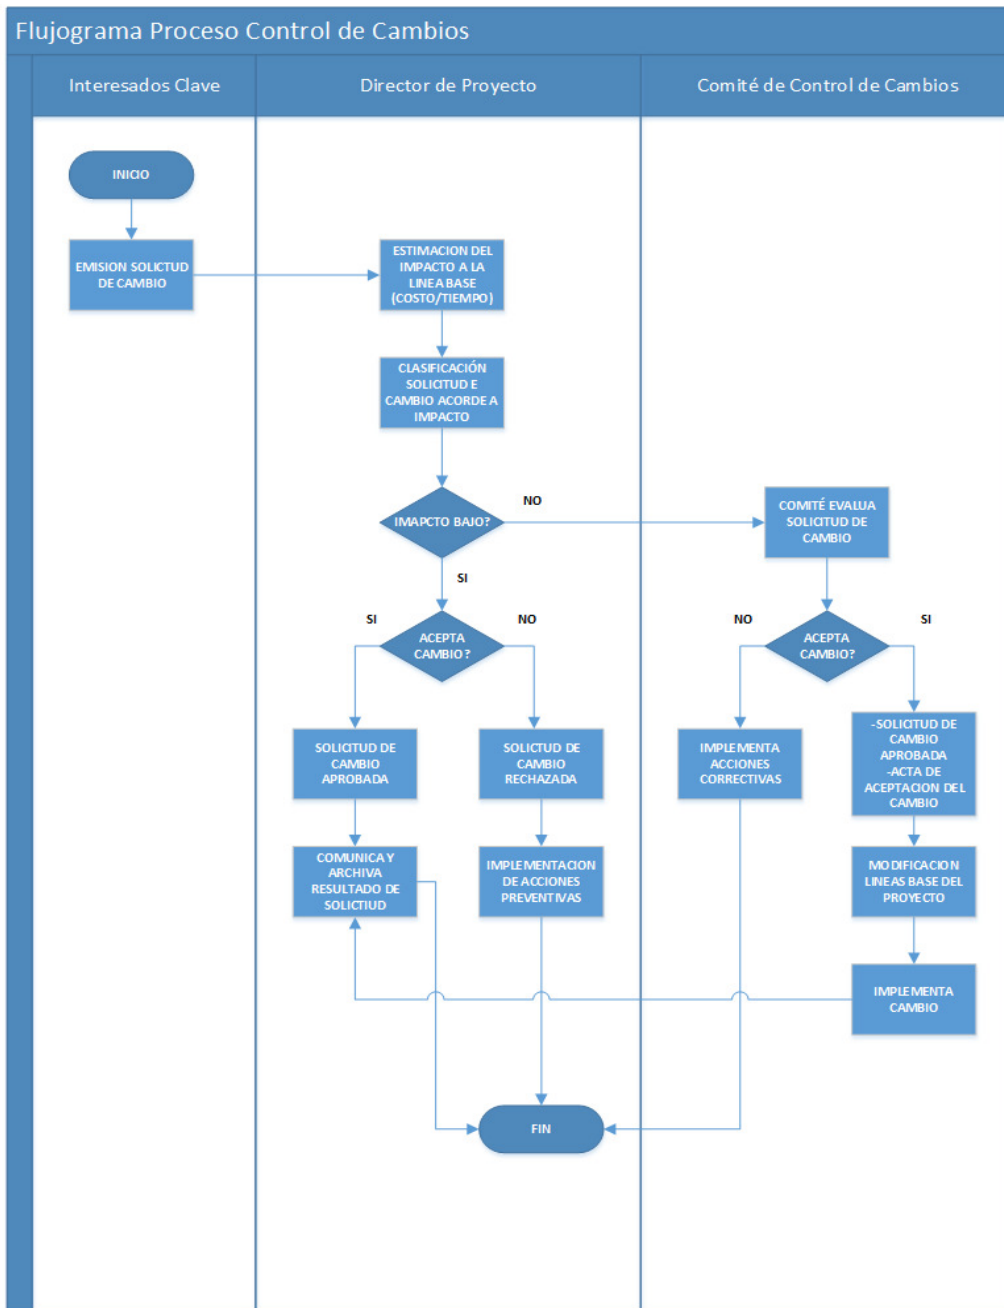 Flujograma Proceso Control de Cambios
Interesados Clave
Director de Proyecto
Comité de Control de Cambios
INICIO
EMISION SOLICTUD
DE CAMBIO
ESTIMACION DEL
IMPACTO A LA
LINEA BASE
(COSTO/TIEMPO)
CLASIFICACIÓN
SOLICITUD E
CAMBIO ACORDE A
IMPACTO
IMAPCTO BAJO?
NO
COMITÉ EVALUA
SOLICITUD DE
CAMBIO
SI
SI
ACEPTA
CAMBIO?
NO
NO
ACEPTA
CAMBIO?
SI
SOLICITUD DE
CAMBIO
APROBADA
SOLICTUD DE
CAMBIO
RECHAZADA
IMPLEMENTA
ACCIONES
CORRECTIVAS
-SOLICITUD DE
CAMBIO
APROBADA
-ACTA DE
ACEPTACION DEL
CAMBIO
COMUNICA Y
ARCHIVA
RESULTADO DE
SOLICTIUD
IMPLEMENTACION
DE ACCIONES
PREVENTIVAS
MODIFICACION
LINEAS BASE DEL
PROYECTO
IMPLEMENTA
CAMBIO
FIN